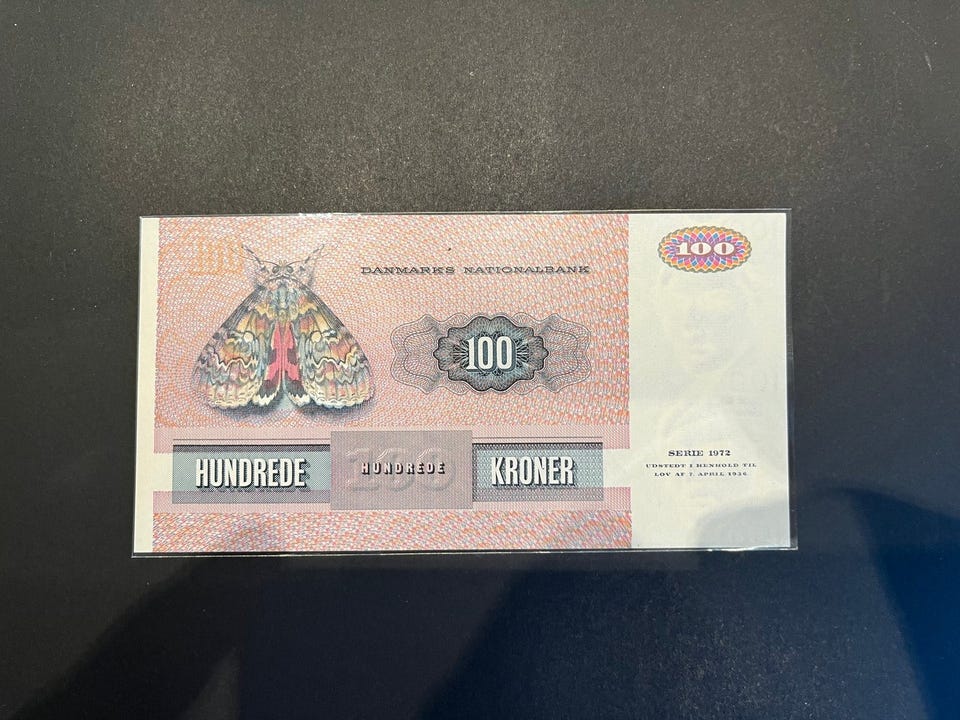 DANMARKS NATIONALBANK
100
100
HUNDREDE
100
HUNDREDE
KRONER
SERIE 1972
UDSTEDT I HENHOLD TIL
LOV AF 7. APRIL 1936